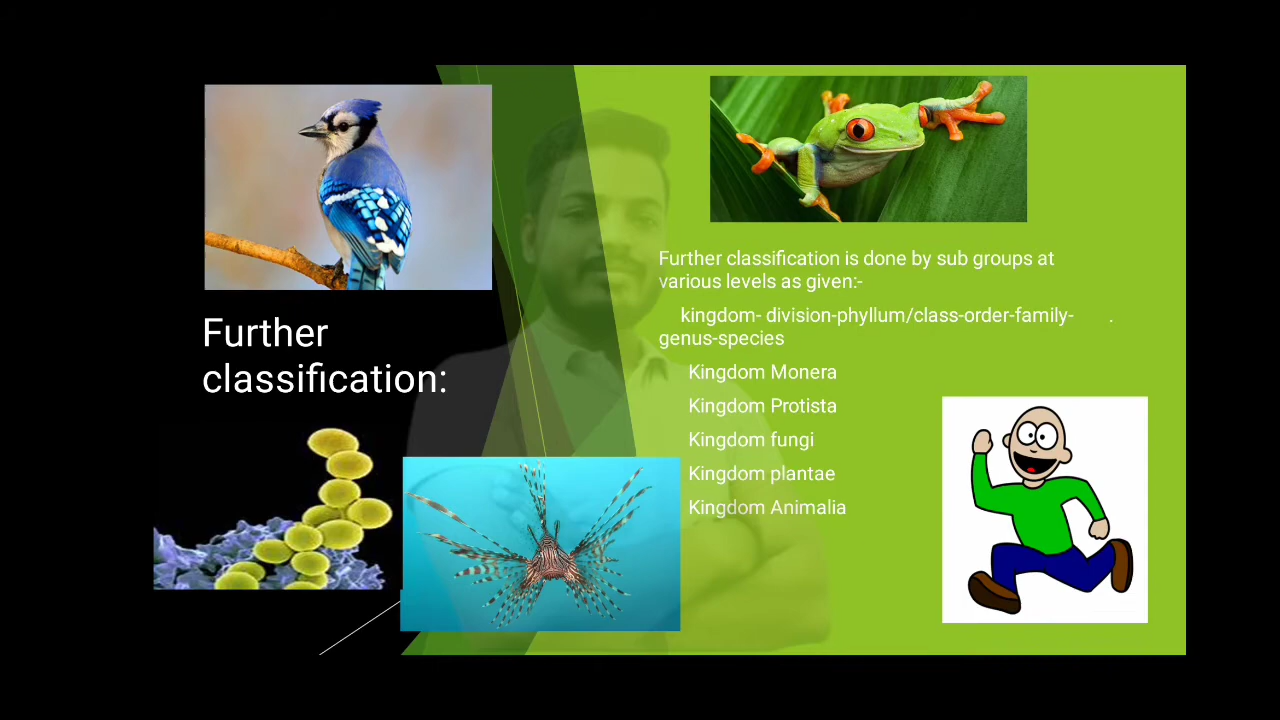 Further
classification:
Further classification is done by sub groups at
various levels as given:-
kingdom- division-phyllum/class-order-family- .
genus-species
Kingdom Monera
Kingdom Protista
Kingdom fungi
Kingdom plantae
Kingdom Animalia